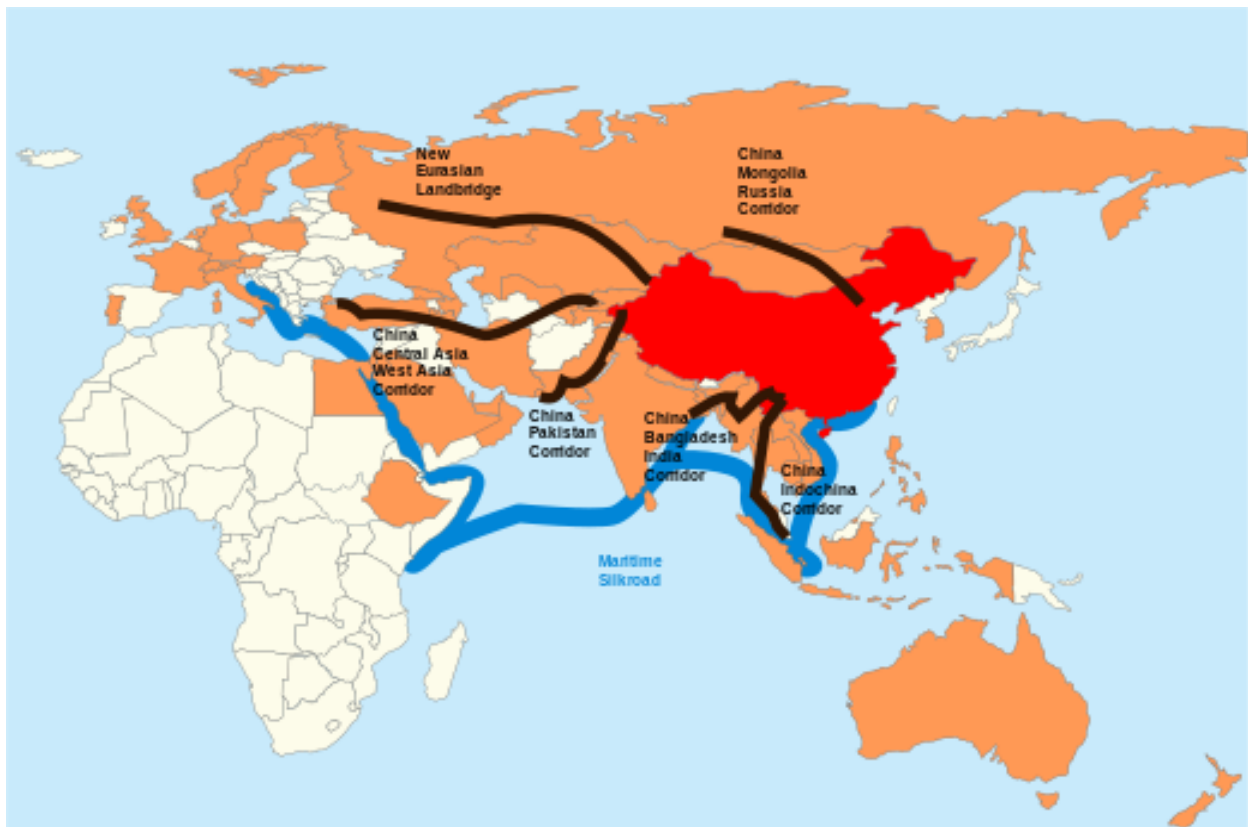 New
Eurasian
Landbridge
China
Mongolia
Russia
Corridor
China
Central Asia
West Asia
Corridor
China
Pakistan
Corridor
China
Bangladesh
India
Corridor
China
Indochina
Corridor
Maritime
Silkroad